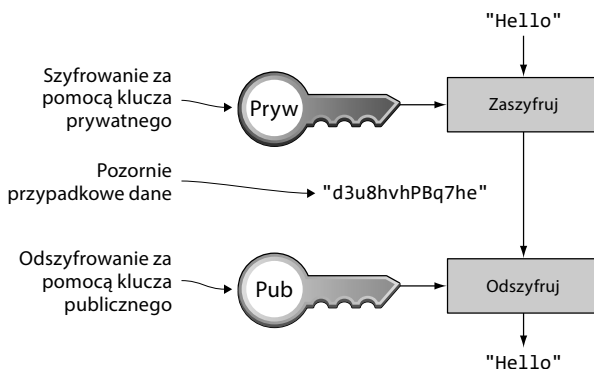 "Hello"
Szyfrowanie za
pomocą klucza
prywatnego
Pryw
Zaszyfruj
Pozornie
przypadkowe dane
"d3u8hvhPBq7he"
Odszyfrowanie za
pomocą klucza
publicznego
Pub
Odszyfruj
"Hello"